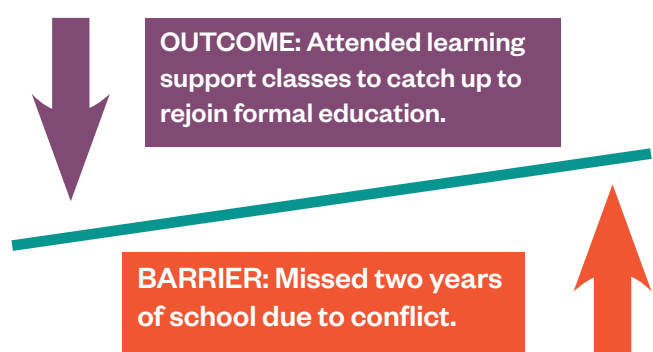 OUTCOME: Attended learning
support classes to catch up to
rejoin formal education.
BARRIER: Missed two years
of school due to conflict.